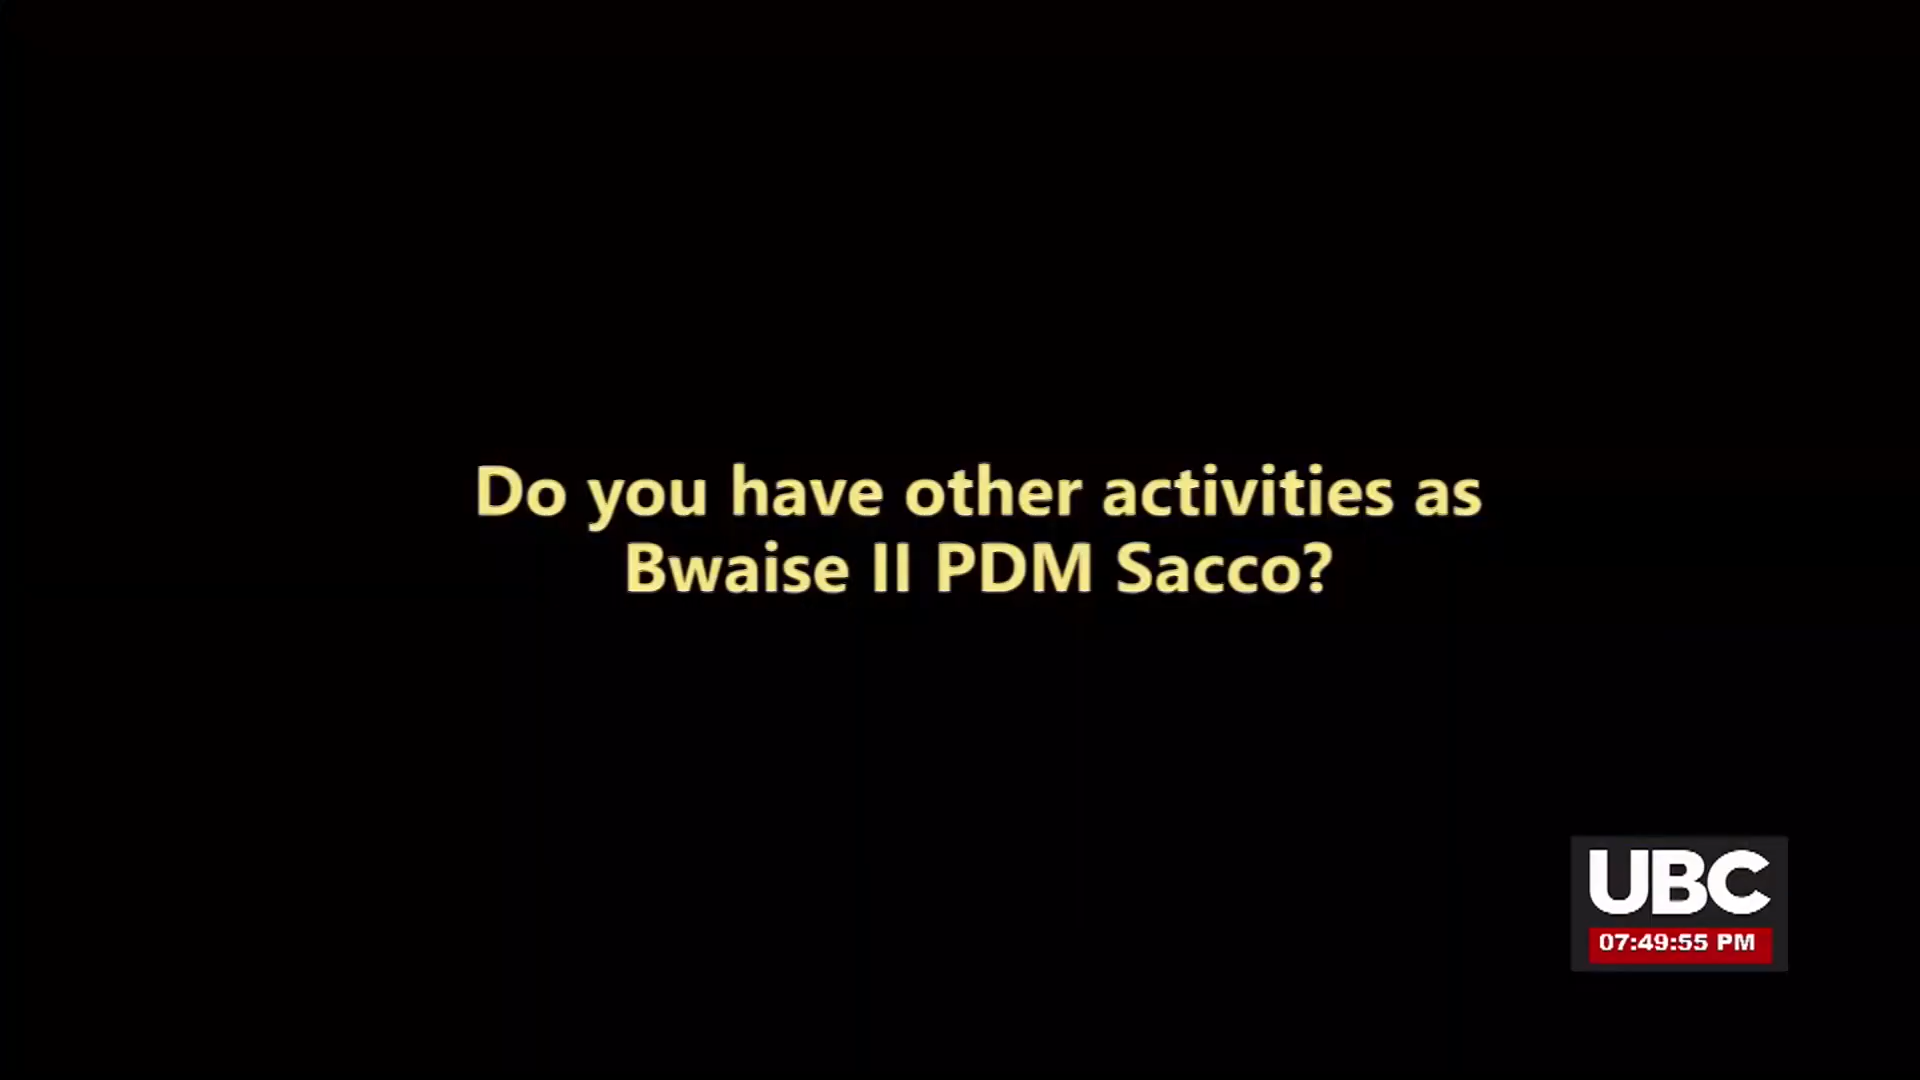 Do you have other activities as
Bwaise II PDM Sacco?
UBC
07:49:55 PM